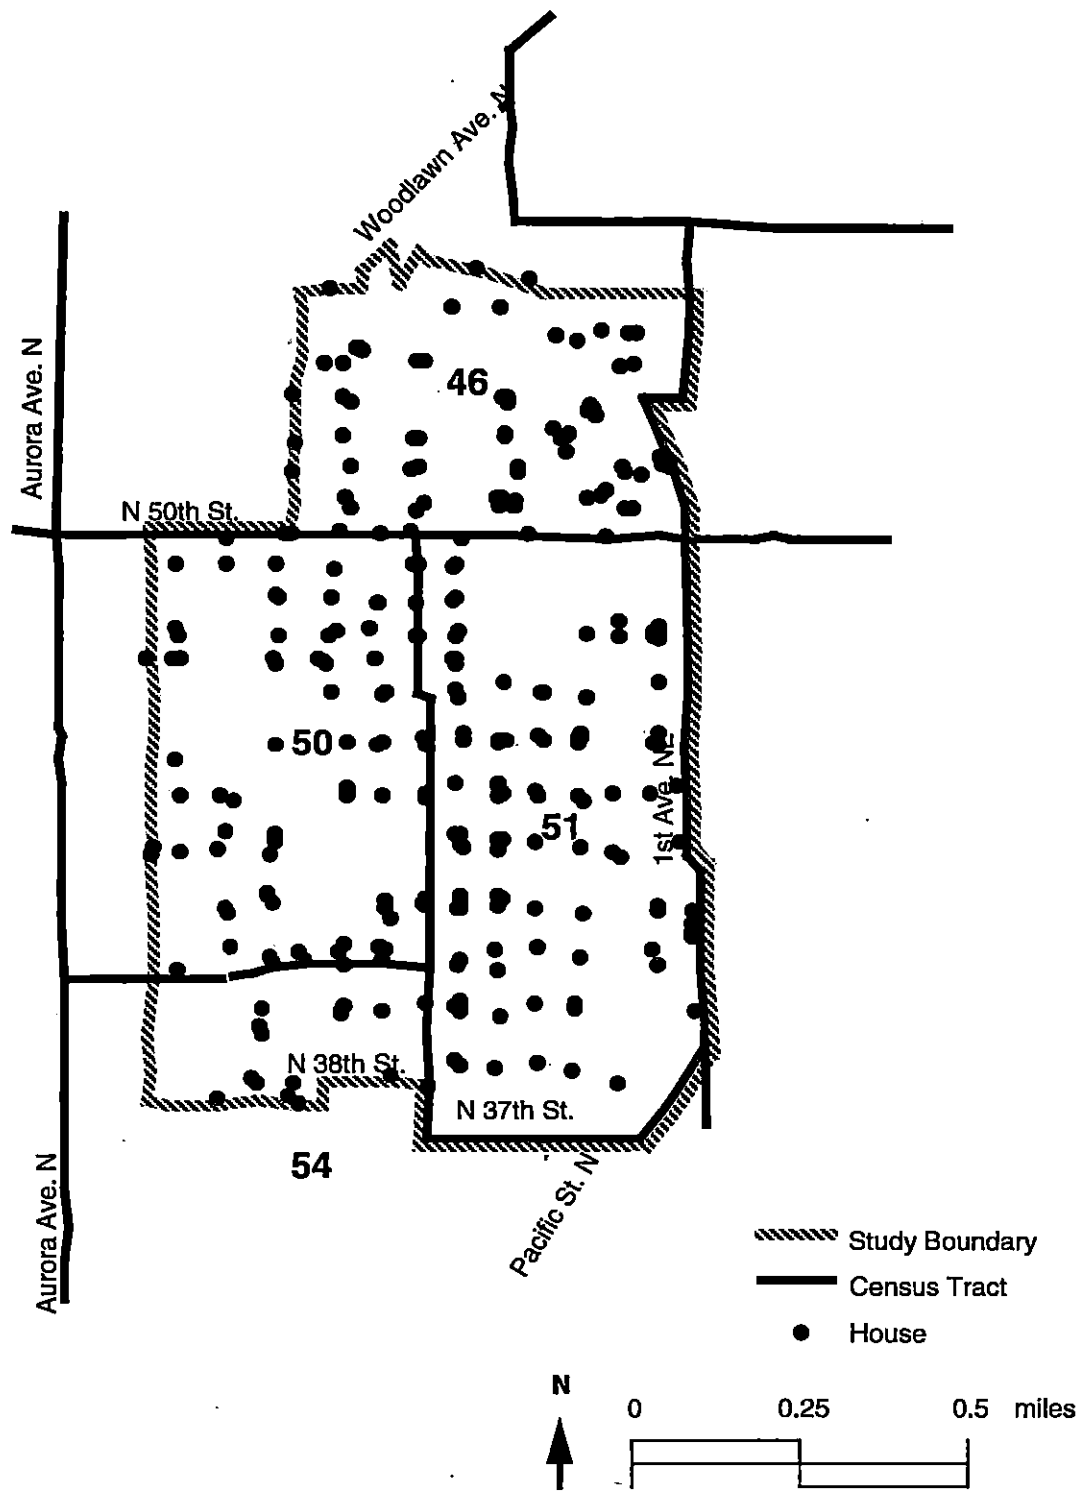 Woodlawn Ave. N
Aurora Ave. N
46
N 50th St.
50
51
1st Ave. NE
N 38th St.
N 37th St.
54
Pacific St. N
Aurora Ave. N
Study Boundary
Census Tract
House
N
0 0.25 0.5 miles